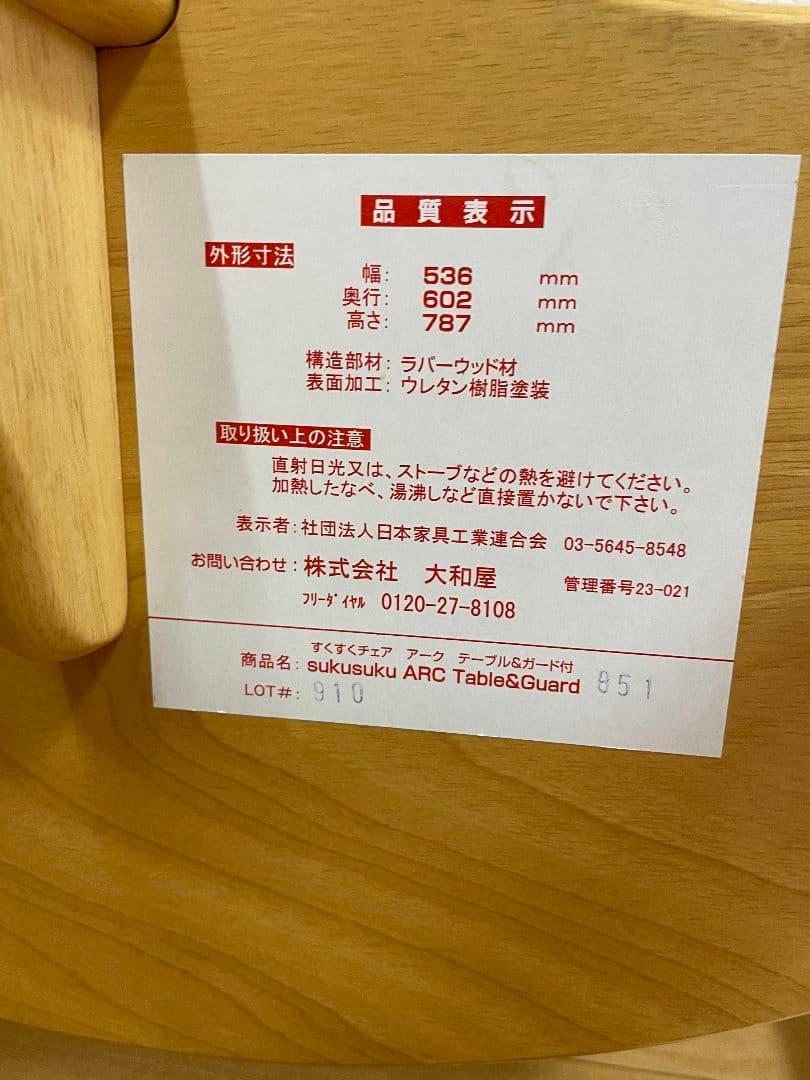 品質表示
外形寸法
幅: 536 mm
奥行: 602 mm
高さ: 787 mm
構造部材: ラバーウッド材
表面加工: ウレタン樹脂塗装
取り扱い上の注意
直射日光又は、ストーブなどの熱を避けてください。
加熱したなべ、湯沸しなど直接置かないで下さい。
表示者: 社団法人日本家具工業連合会 03-5645-8548
お問い合わせ: 株式会社 大和屋 管理番号23-021
フリーダイヤル 0120-27-8108
すくすくチェア アーク テーブル&ガード付
商品名: sukusuku ARC Table&Guard 851
LOT#: 910